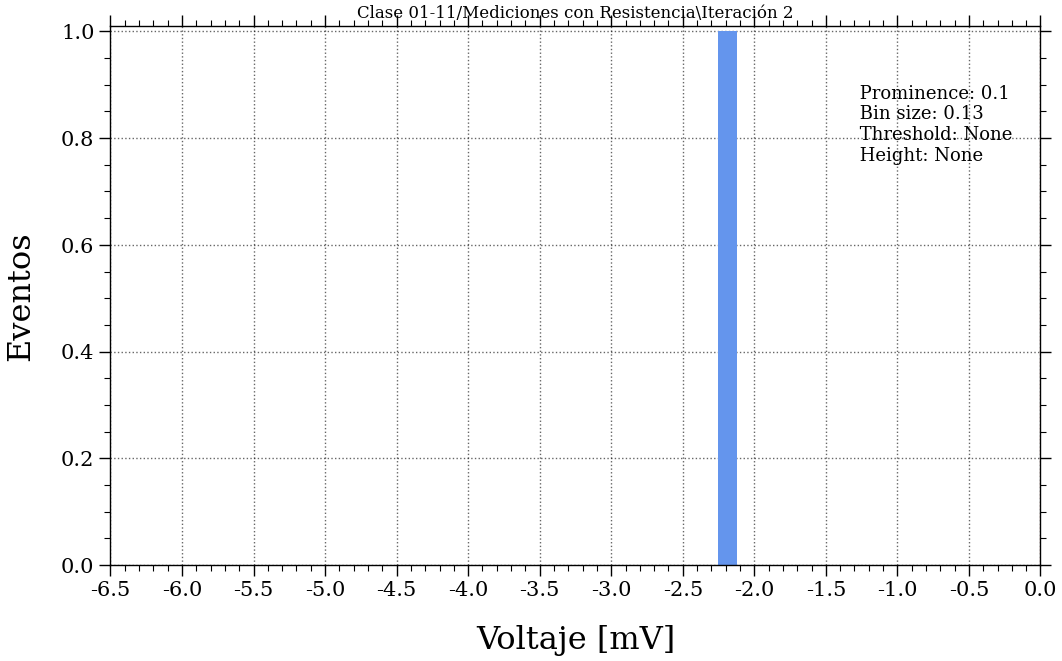 Clase 01-11/Mediciones con Resistencia\Iteración 2
1.0
0.8
0.6
0.4
0.2
0.0
Eventos
Prominence: 0.1
Bin size: 0.13
Threshold: None
Height: None
-6.5 -6.0 -5.5 -5.0 -4.5 -4.0 -3.5 -3.0 -2.5 -2.0 -1.5 -1.0 -0.5 0.0
Voltaje [mV]